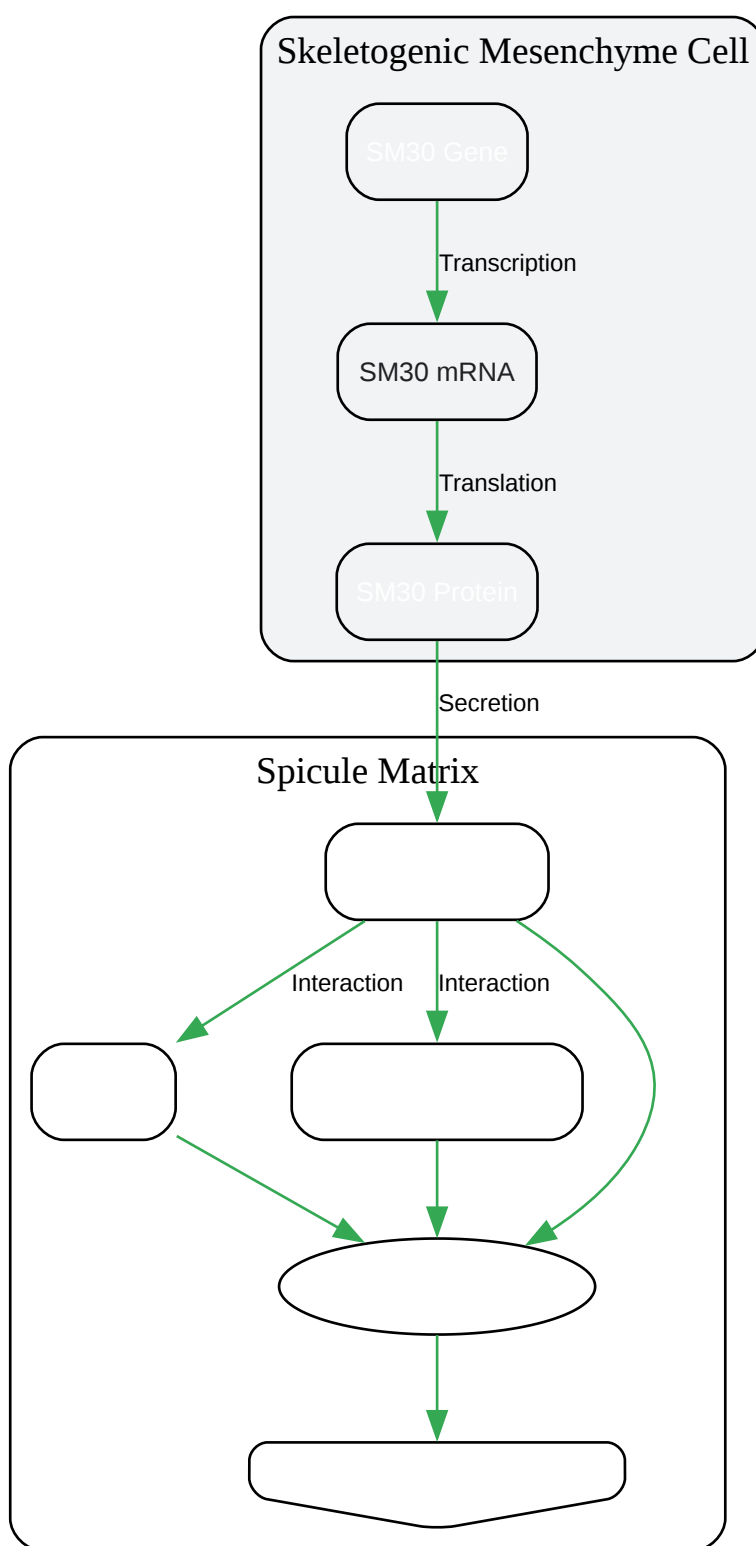 Skeletogenic Mesenchyme Cell
SM30 Gene
Transcription
SM30 mRNA
Translation
SM30 Protein
Secretion
Spicule Matrix
Interaction
Interaction